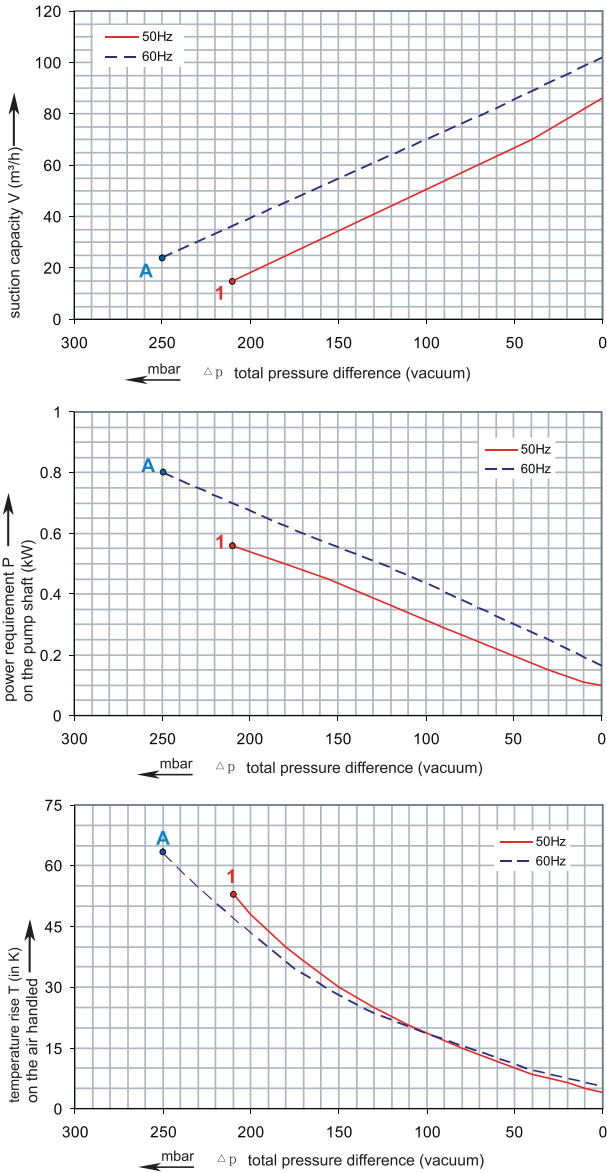 120
100
80
60
40
20
0
suction capacity V (m³/h)
50Hz
60Hz
A
1
300 250 200 150 100 50 0
mbar △p total pressure difference (vacuum)
1
0.8
0.6
0.4
0.2
0
power requirement P
on the pump shaft (kW)
50Hz
60Hz
A
1
300 250 200 150 100 50 0
mbar △p total pressure difference (vacuum)
75
60
45
30
15
0
temperature rise T (in K)
on the air handled
50Hz
60Hz
A
1
300 250 200 150 100 50 0
mbar △p total pressure difference (vacuum)